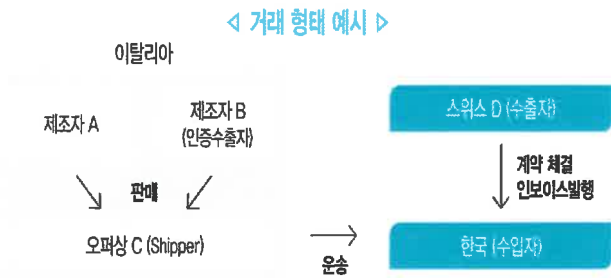 ◁ 거래 형태 예시 ▷
이탈리아
제조자 A
제조자 B
(인증수출자)
판매
오퍼상 C (Shipper)
운송
스위스 D (수출자)
계약 체결
인보이스발행
한국 (수입자)